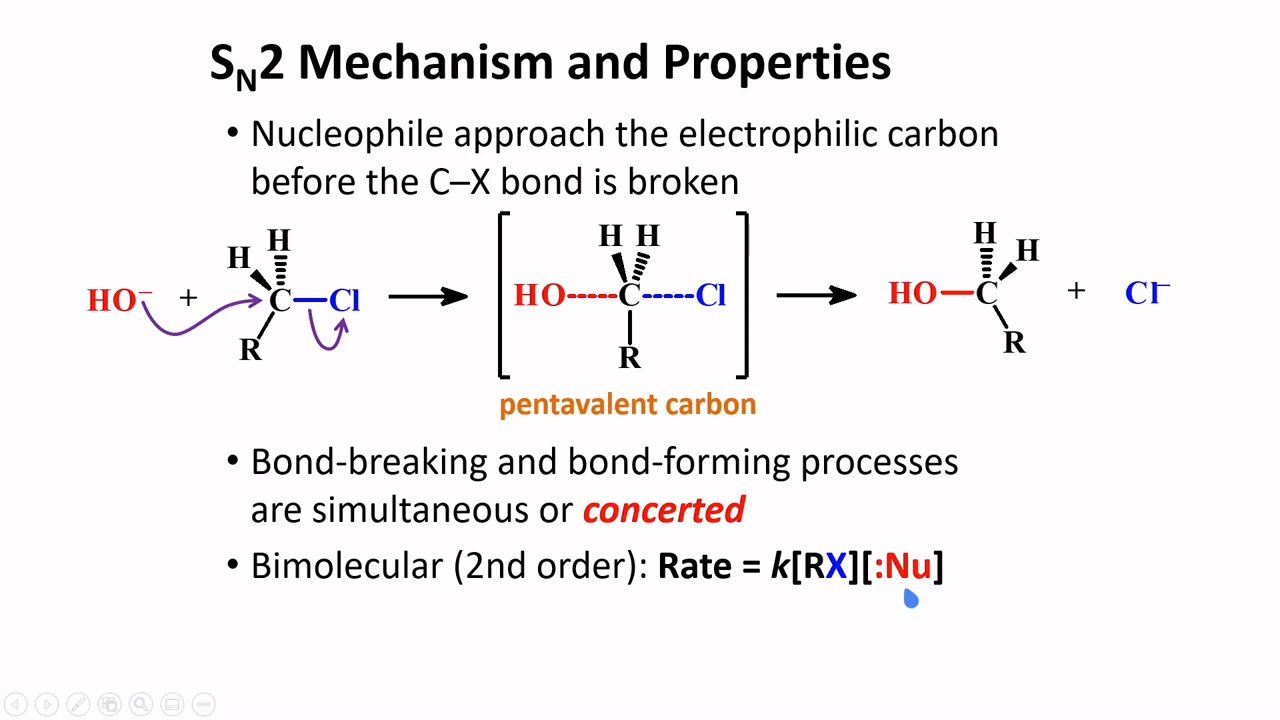 S_N2 Mechanism and Properties
• Nucleophile approach the electrophilic carbon
before the C–X bond is broken
HO⁻ + H H C Cl R
H H HO C Cl R
HO H H C R + Cl⁻
pentavalent carbon
• Bond-breaking and bond-forming processes
are simultaneous or concerted
• Bimolecular (2nd order): Rate = k[RX][:Nu]